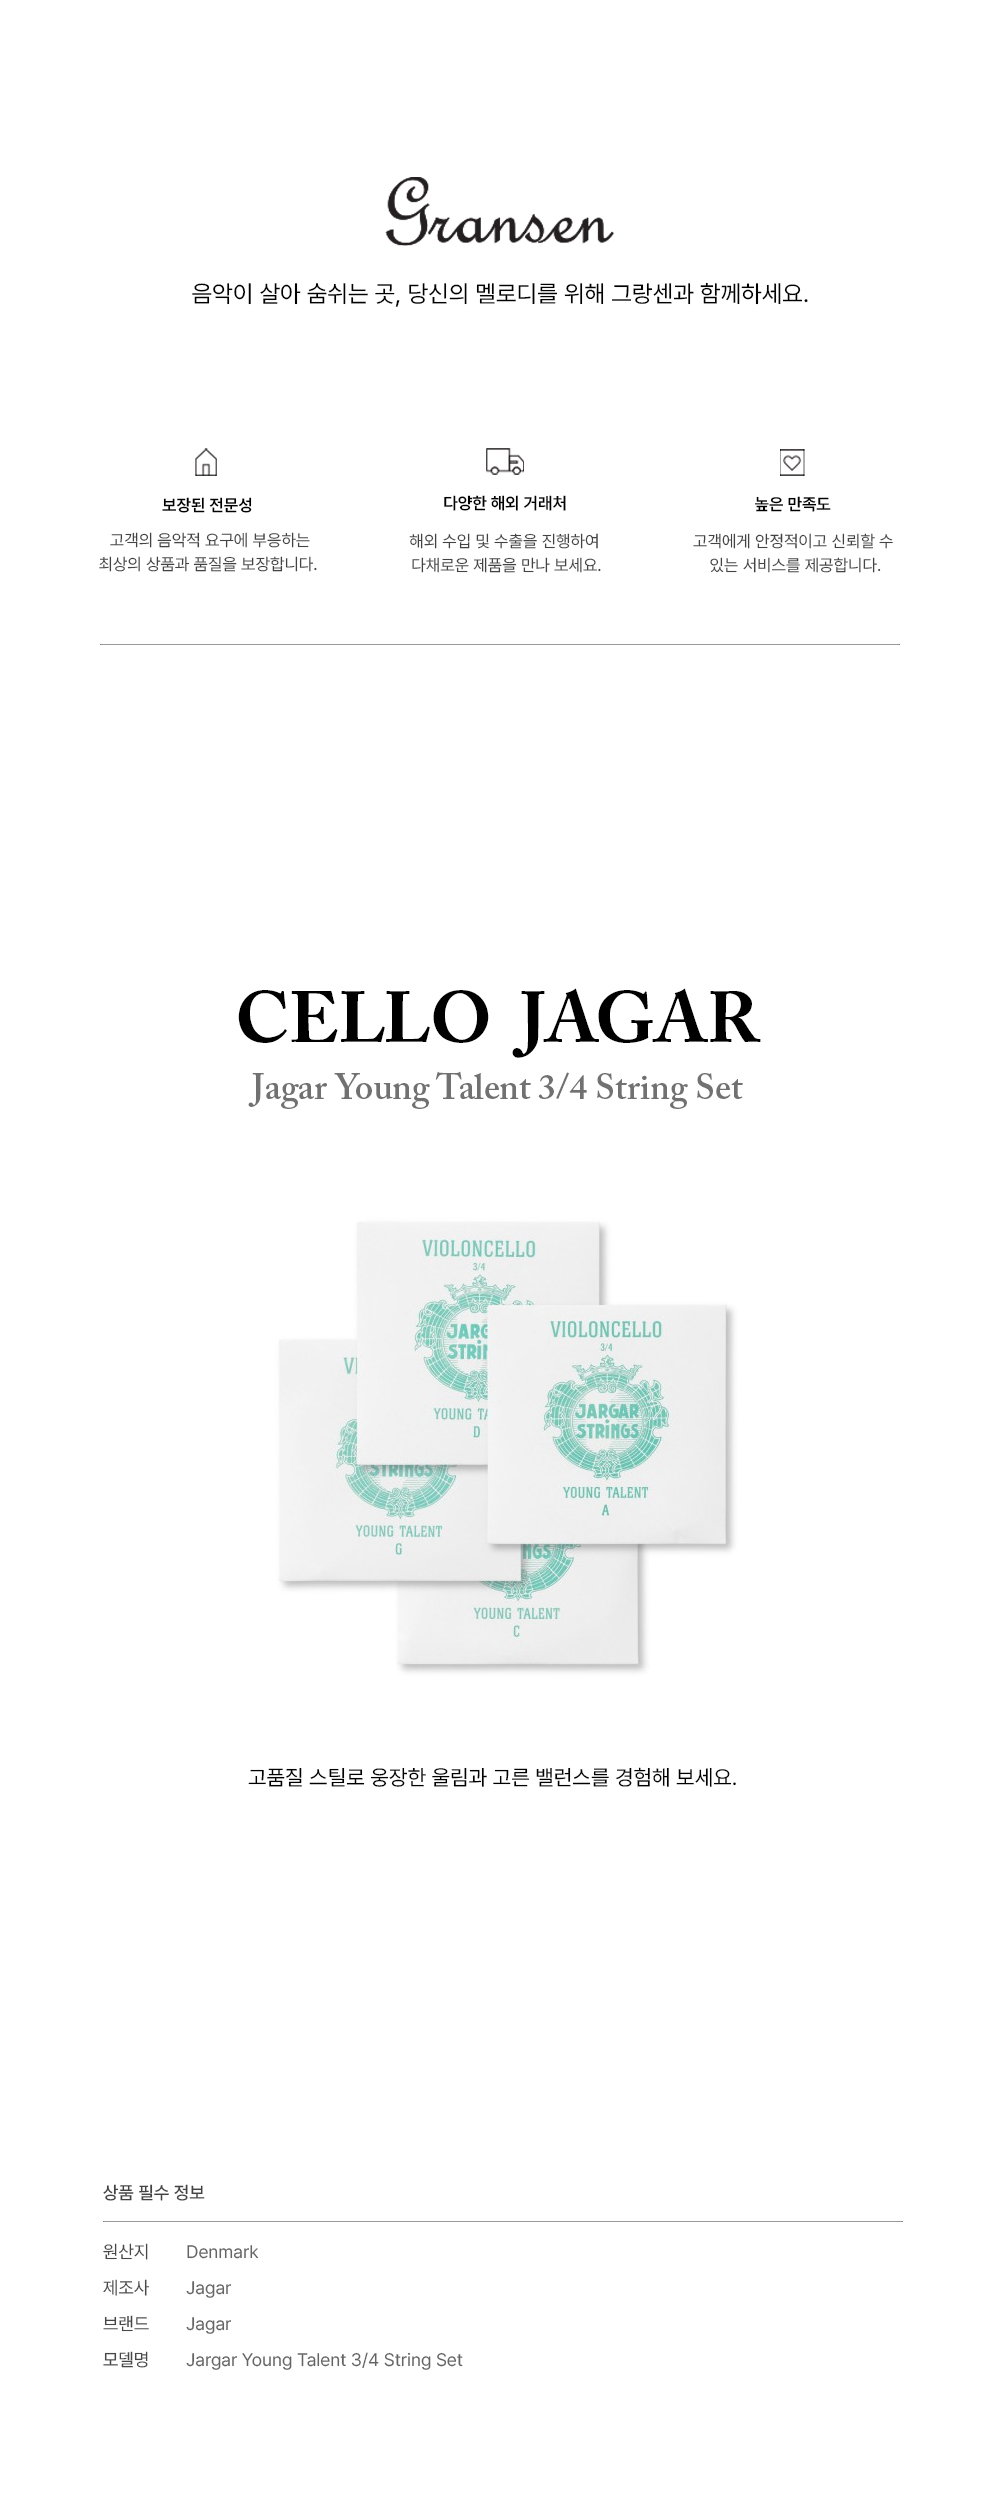 Gransen
음악이 살아 숨쉬는 곳, 당신의 멜로디를 위해 그랑센과 함께하세요.
보장된 전문성
고객의 음악적 요구에 부응하는
최상의 상품과 품질을 보장합니다.
다양한 해외 거래처
해외 수입 및 수출을 진행하여
다채로운 제품을 만나 보세요.
높은 만족도
고객에게 안정적이고 신뢰할 수
있는 서비스를 제공합니다.
CELLO JAGAR
Jagar Young Talent 3/4 String Set
VIOLONCELLO
3/4
JARG
STRiN
YOUNG TA
D
VIOLONCELLO
3/4
JARGAR
STRiNGS
YOUNG TALENT
A
VI
STRiNGS
YOUNG TALENT
G
NGS
YOUNG TALENT
C
고품질 스틸로 웅장한 울림과 고른 밸런스를 경험해 보세요.
상품 필수 정보
원산지 Denmark
제조사 Jagar
브랜드 Jagar
모델명 Jargar Young Talent 3/4 String Set